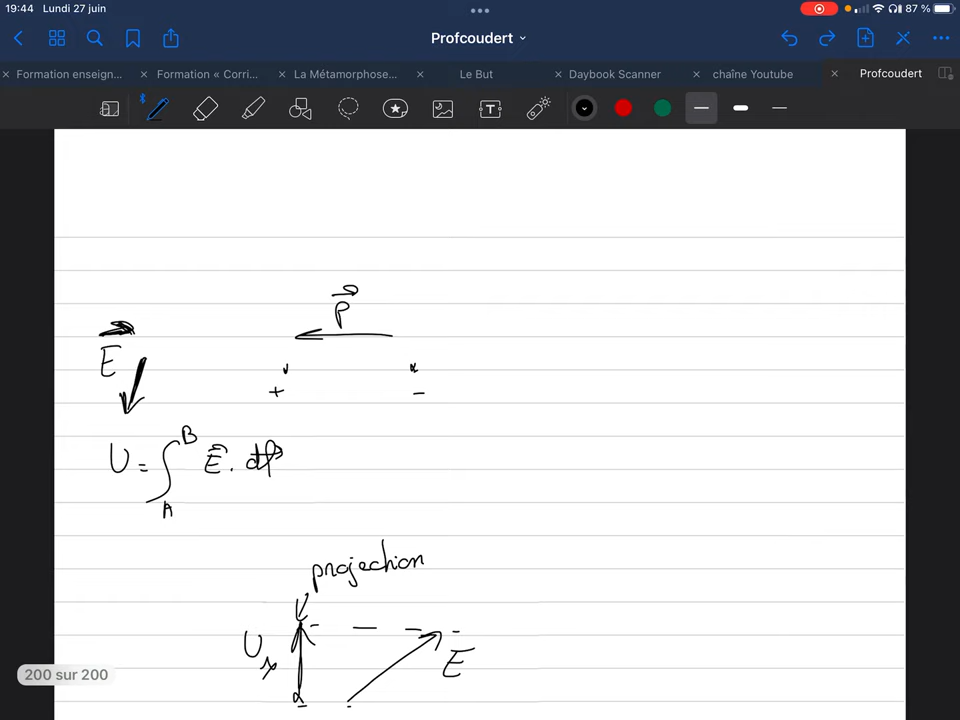 19:44 Lundi 27 juin
87 %
Profcoudert
Formation enseign...
Formation « Corri...
La Métamorphose...
Le But
Daybook Scanner
chaîne Youtube
Profcoudert
P
E
+ −
U = ∫ A B E . dl
projection
U
E
200 sur 200